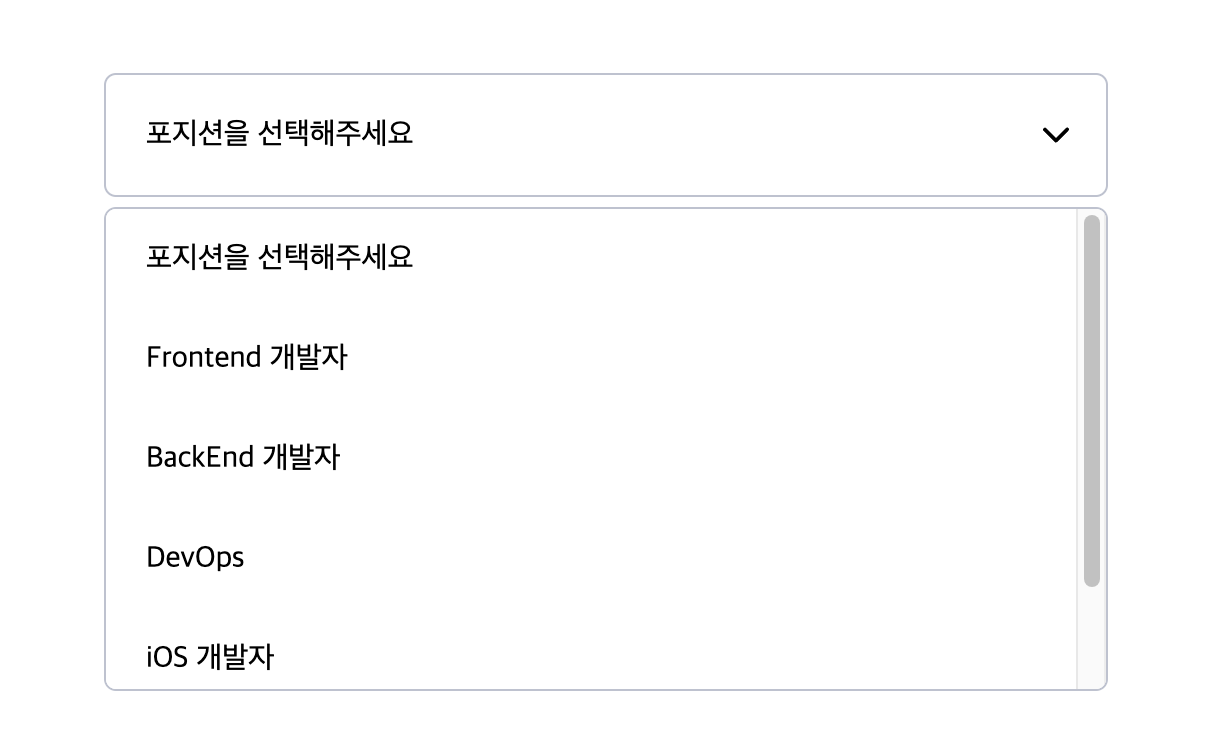 포지션을 선택해주세요
포지션을 선택해주세요
Frontend 개발자
BackEnd 개발자
DevOps
iOS 개발자